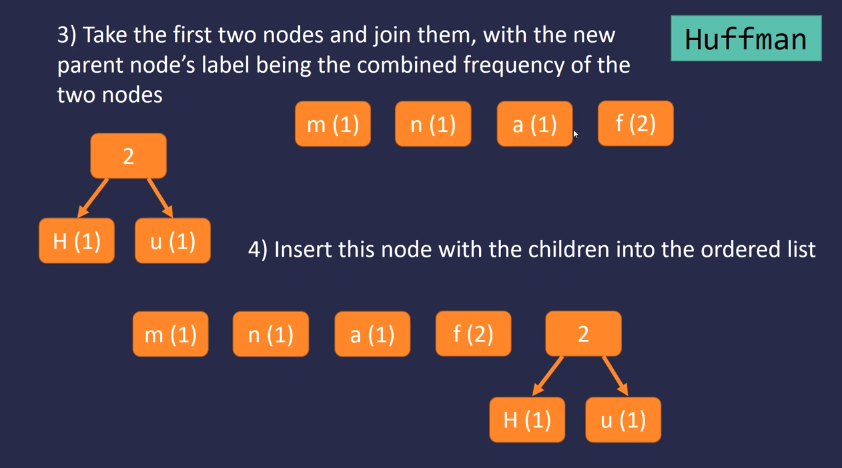 3) Take the first two nodes and join them, with the new
parent node's label being the combined frequency of the
two nodes
Huffman
m (1) n (1) a (1) f (2)
2
H (1) u (1)
4) Insert this node with the children into the ordered list
m (1) n (1) a (1) f (2) 2
H (1) u (1)